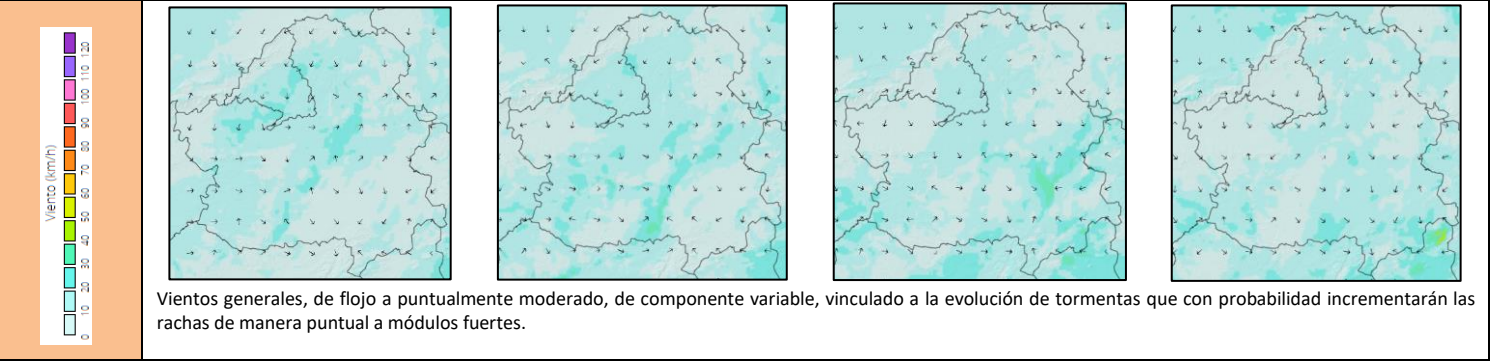 Viento (km/h)
0 10 20 30 40 50 60 70 80 90 100 110 120
Vientos generales, de flojo a puntualmente moderado, de componente variable, vinculado a la evolución de tormentas que con probabilidad incrementarán las
rachas de manera puntual a módulos fuertes.